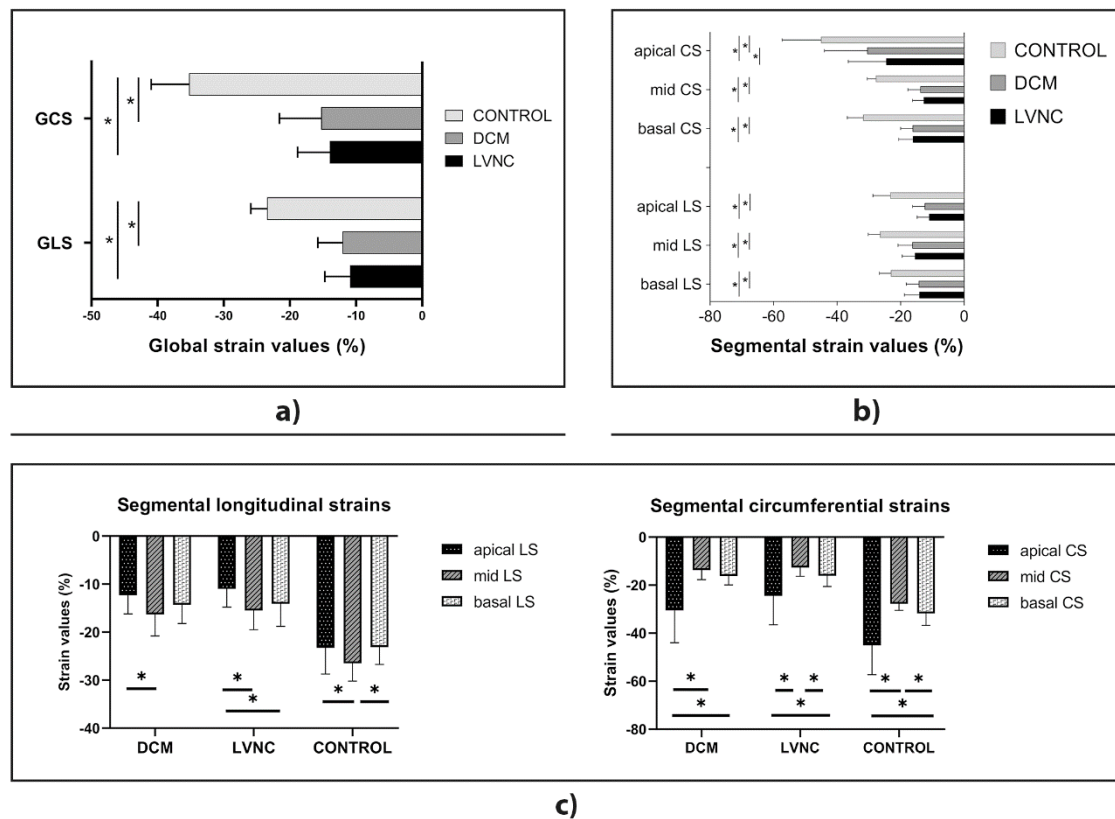 GCS
GLS
CONTROL
DCM
LVNC
* *
* *
-50 -40 -30 -20 -10 0
Global strain values (%)
a)
apical CS * * *
mid CS * *
basal CS * *
apical LS * *
mid LS * *
basal LS * *
CONTROL
DCM
LVNC
-80 -60 -40 -20 0
Segmental strain values (%)
b)
Segmental longitudinal strains
Strain values (%)
0
-10
-20
-30
-40
apical LS
mid LS
basal LS
* * * * *
DCM LVNC CONTROL
Segmental circumferential strains
Strain values (%)
0
-20
-40
-60
-80
apical CS
mid CS
basal CS
* * * * *
* * *
DCM LVNC CONTROL
c)